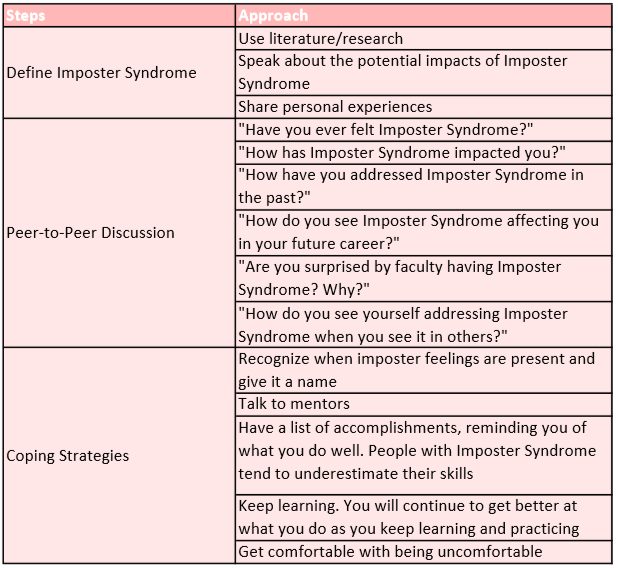 Steps
Approach
Define Imposter Syndrome
Use literature/research
Speak about the potential impacts of Imposter
Syndrome
Share personal experiences
Peer-to-Peer Discussion
"Have you ever felt Imposter Syndrome?"
"How has Imposter Syndrome impacted you?"
"How have you addressed Imposter Syndrome in
the past?"
"How do you see Imposter Syndrome affecting you
in your future career?"
"Are you surprised by faculty having Imposter
Syndrome? Why?"
"How do you see yourself addressing Imposter
Syndrome when you see it in others?"
Coping Strategies
Recognize when imposter feelings are present and
give it a name
Talk to mentors
Have a list of accomplishments, reminding you of
what you do well. People with Imposter Syndrome
tend to underestimate their skills
Keep learning. You will continue to get better at
what you do as you keep learning and practicing
Get comfortable with being uncomfortable